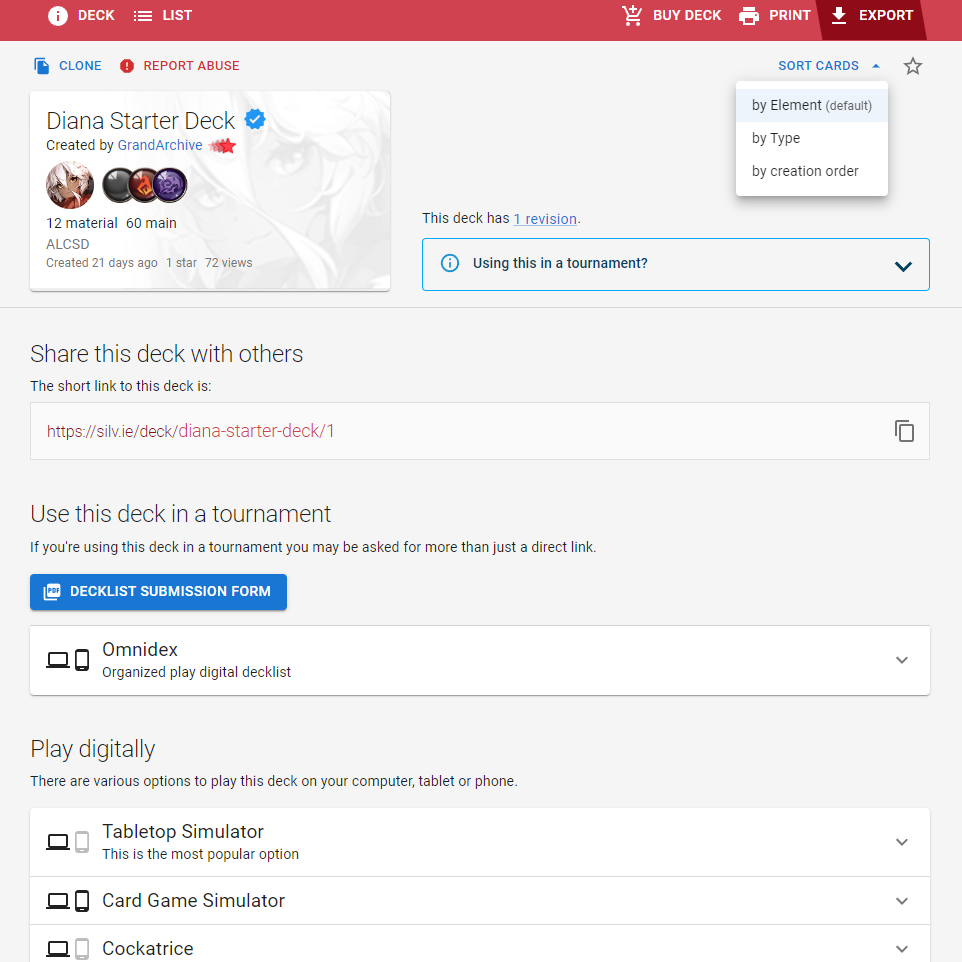 DECK LIST BUY DECK PRINT EXPORT
CLONE REPORT ABUSE SORT CARDS
by Element (default)
by Type
by creation order
Diana Starter Deck
Created by GrandArchive
12 material 60 main
ALCSD
Created 21 days ago 1 star 72 views
This deck has 1 revision.
Using this in a tournament?
Share this deck with others
The short link to this deck is:
https://silv.ie/deck/diana-starter-deck/1
Use this deck in a tournament
If you're using this deck in a tournament you may be asked for more than just a direct link.
PDF DECKLIST SUBMISSION FORM
Omnidex
Organized play digital decklist
Play digitally
There are various options to play this deck on your computer, tablet or phone.
Tabletop Simulator
This is the most popular option
Card Game Simulator
Cockatrice